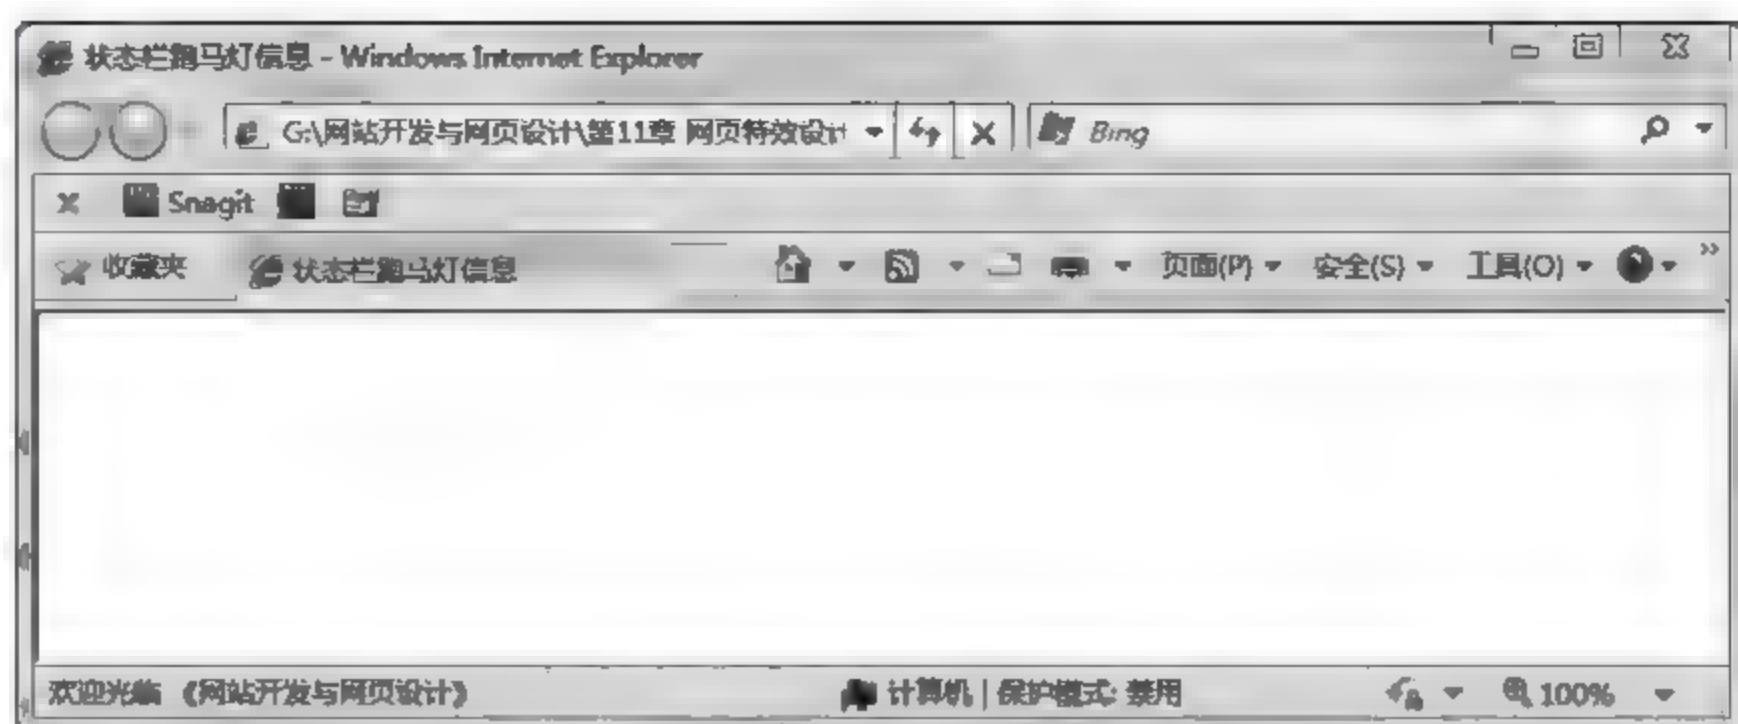 状态栏跑马灯信息 - Windows Internet Explorer
G:\网站开发与网页设计\第11章 网页特效设计 Bing
Snagit
收藏夹 状态栏跑马灯信息 页面(P) 安全(S) 工具(O) »
欢迎光临 《网站开发与网页设计》 计算机 | 保护模式: 禁用 100%